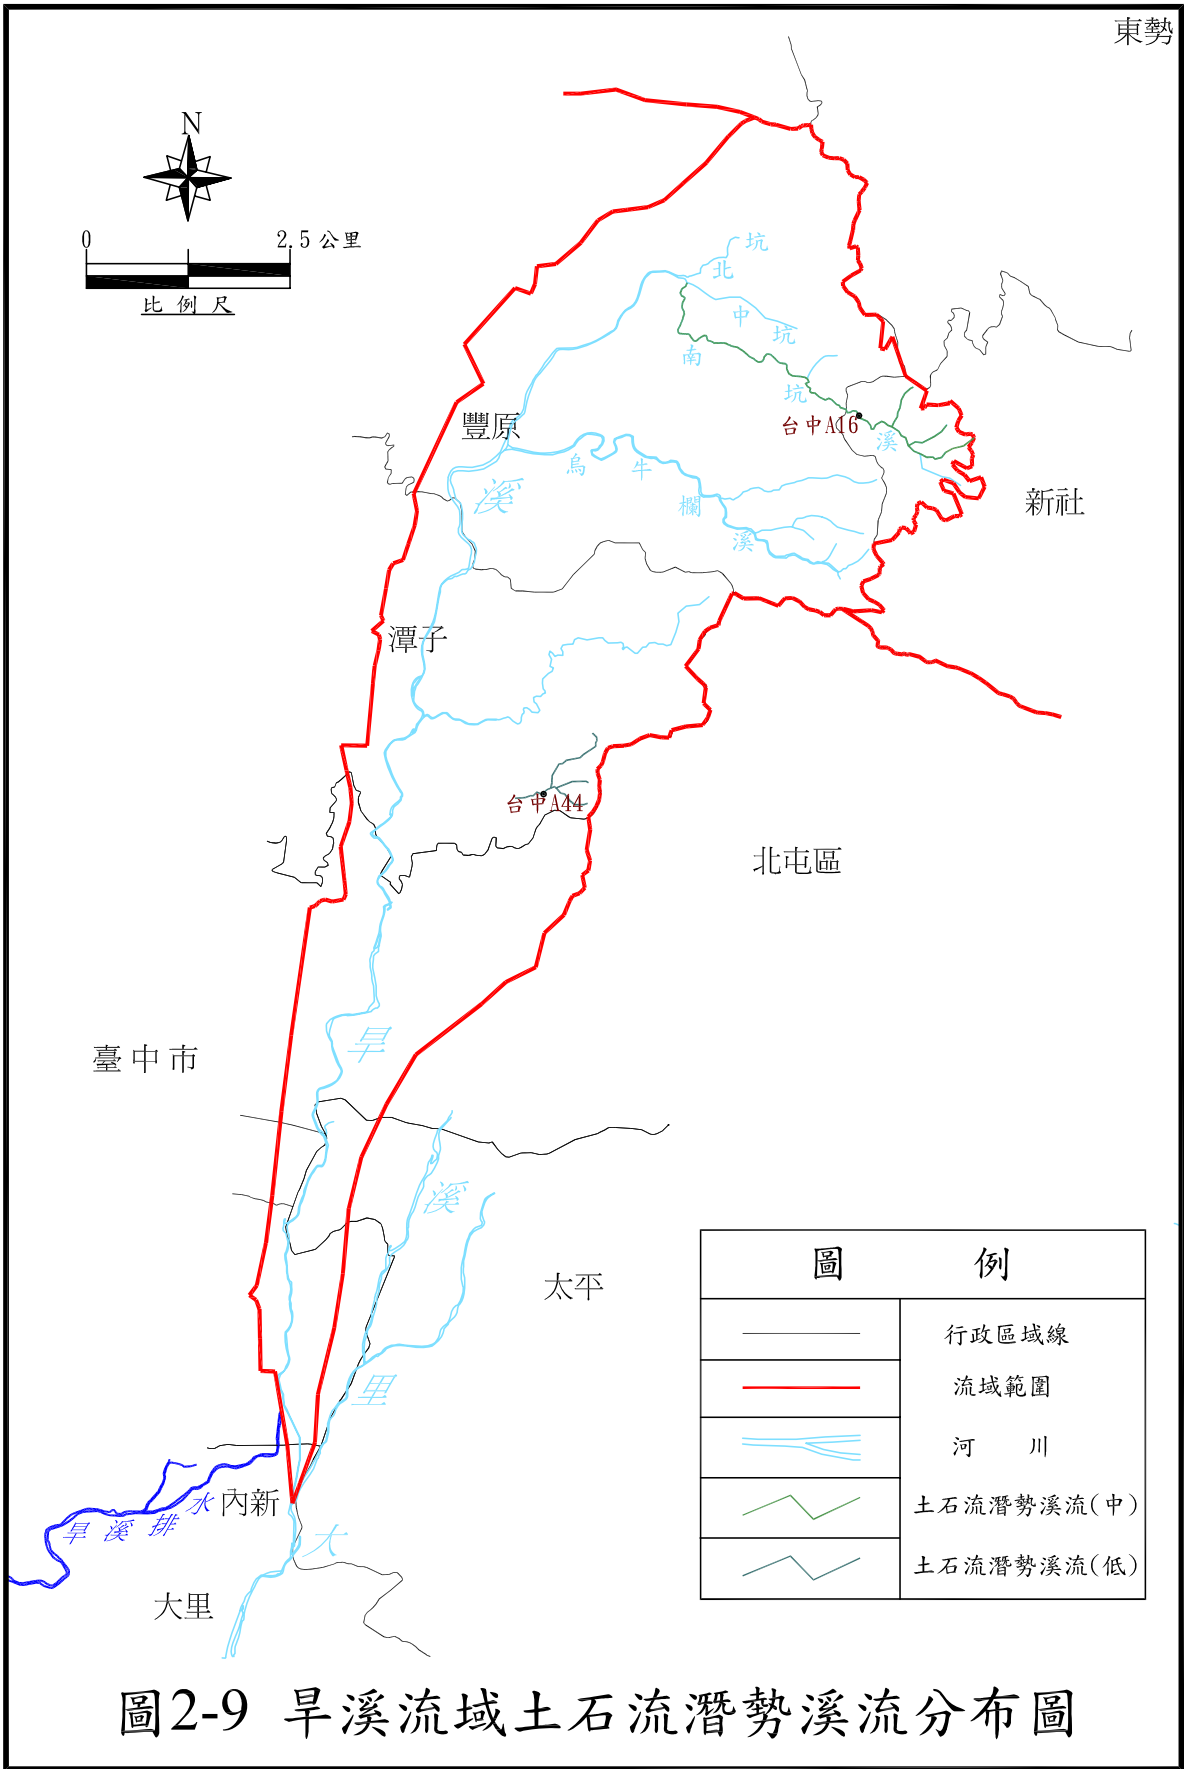 東勢
N
0 2.5 公里
比例尺
坑
北
中
坑
南
坑
台中A16
溪
豐原
烏 牛
欄
溪
溪
新社
潭子
台中A44
北屯區
旱
臺中市
溪
太平
里
圖 例
行政區域線
流域範圍
河 川
土石流潛勢溪流(中)
土石流潛勢溪流(低)
旱溪排水
內新
大
大里
圖2-9 旱溪流域土石流潛勢溪流分布圖